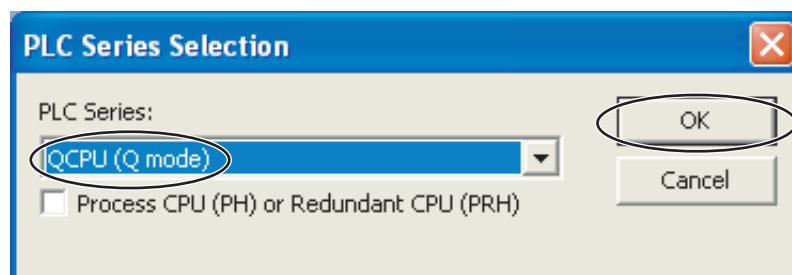 PLC Series Selection
PLC Series:
OK
QCPU (Q mode)
Cancel
Process CPU (PH) or Redundant CPU (PRH)